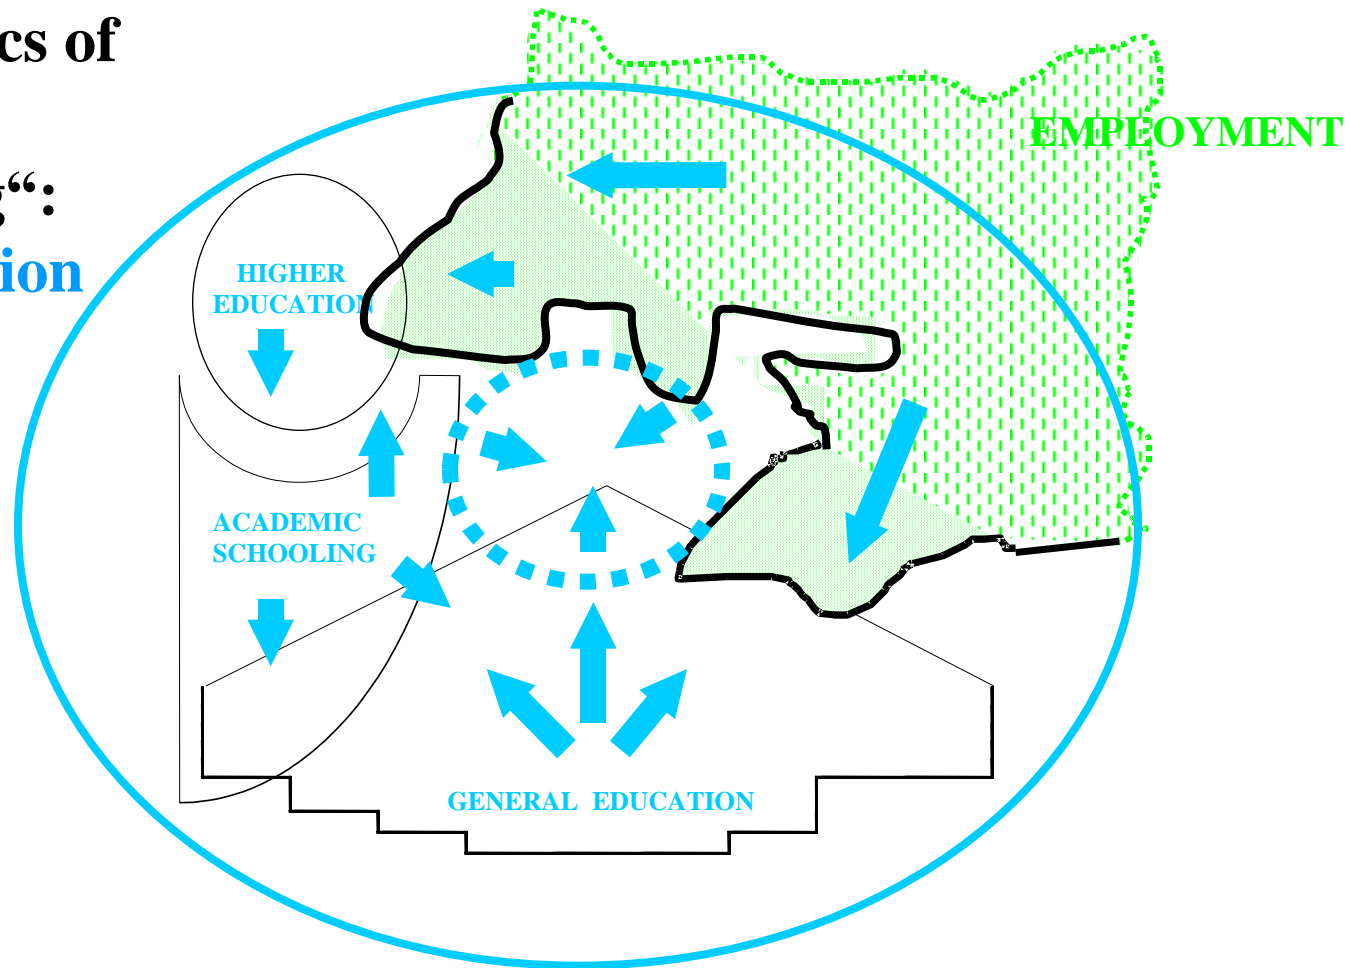 cs of
g“:
ion
EMPLOYMENT
HIGHER
EDUCATION
ACADEMIC
SCHOOLING
GENERAL EDUCATION